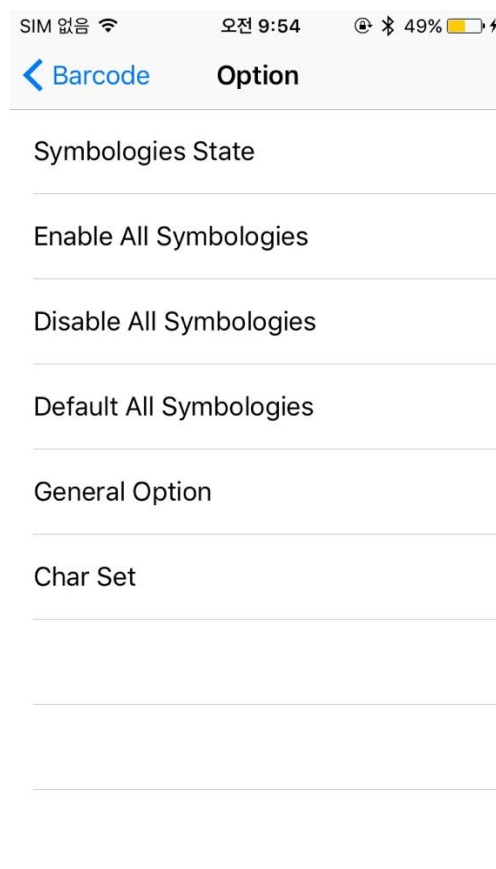 SIM 없음 오전 9:54 49%
Barcode Option
Symbologies State
Enable All Symbologies
Disable All Symbologies
Default All Symbologies
General Option
Char Set